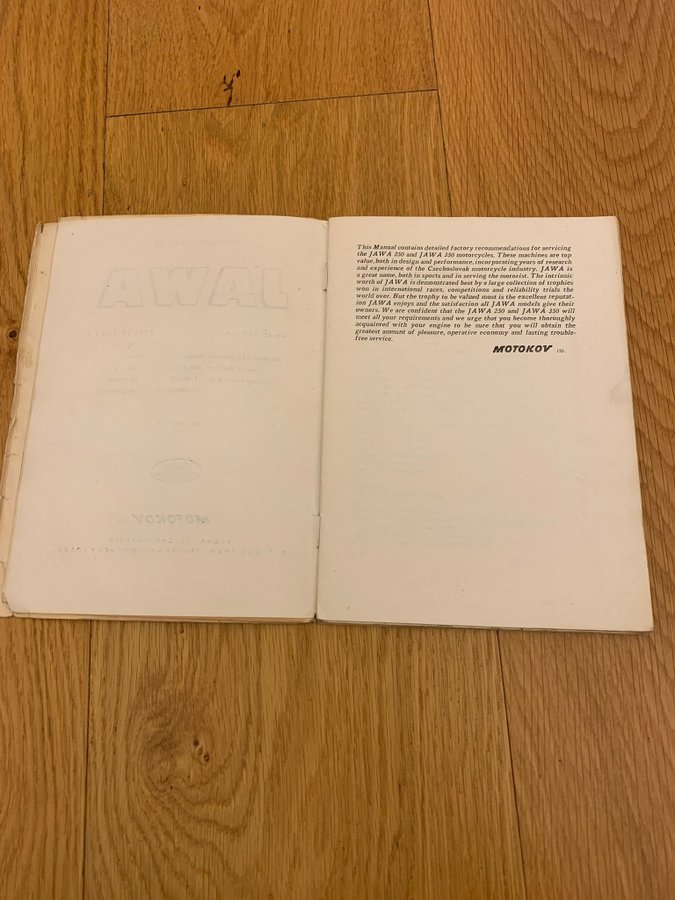 This Manual contains detailed factory recommendations for servicing
the JAWA 250 and JAWA 350 motorcycles. These machines are top
value, both in design and performance, incorporating years of research
and experience of the Czechoslovak motorcycle industry. JAWA is
a great name, both in sports and in serving the motorist. The intrinsic
worth of JAWA is demonstrated best by a large collection of trophies
won in international races, competitions and reliability trials the
world over. But the trophy to be valued most is the excellent reputat-
ion JAWA enjoys and the satisfaction all JAWA models give their
owners. We are confident that the JAWA 250 and JAWA 350 will
meet all your requirements and we urge that you become thoroughly
acquainted with your engine to be sure that you will obtain the
greatest amount of pleasure, operative economy and lasting trouble-
free service.
MOTOKOV LTD.